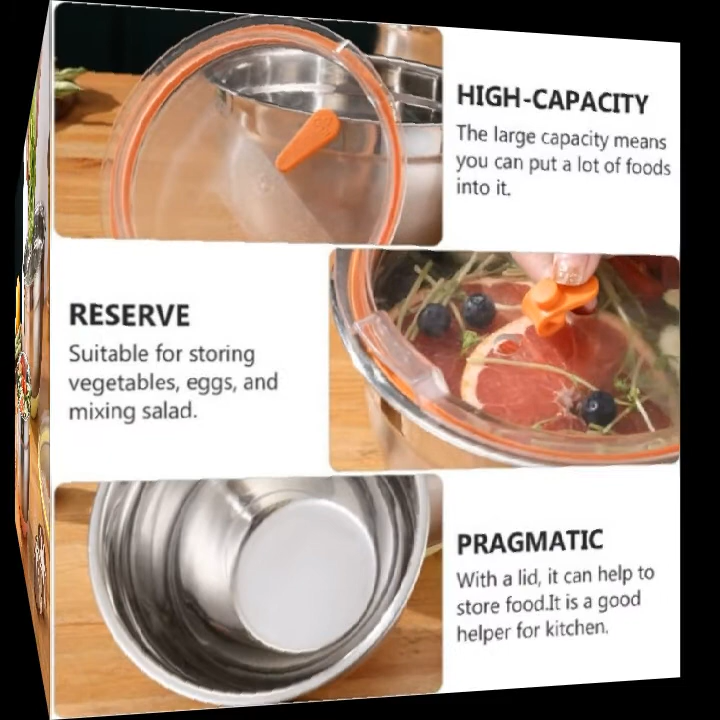 HIGH-CAPACITY
The large capacity means
you can put a lot of foods
into it.
RESERVE
Suitable for storing
vegetables, eggs, and
mixing salad.
PRAGMATIC
With a lid, it can help to
store food.It is a good
helper for kitchen.